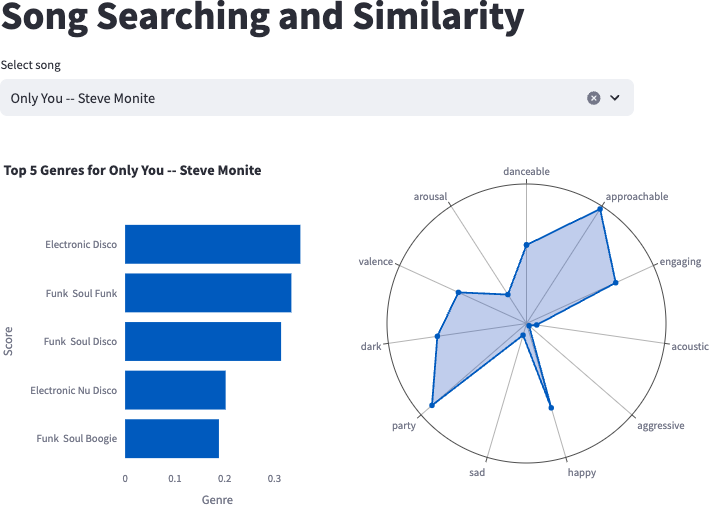 Song Searching and Similarity
Select song
Only You -- Steve Monite
Top 5 Genres for Only You -- Steve Monite
Score
Electronic Disco
Funk Soul Funk
Funk Soul Disco
Electronic Nu Disco
Funk Soul Boogie
0 0.1 0.2 0.3
Genre
danceable
arousal
approachable
valence
engaging
dark
acoustic
party
aggressive
sad
happy